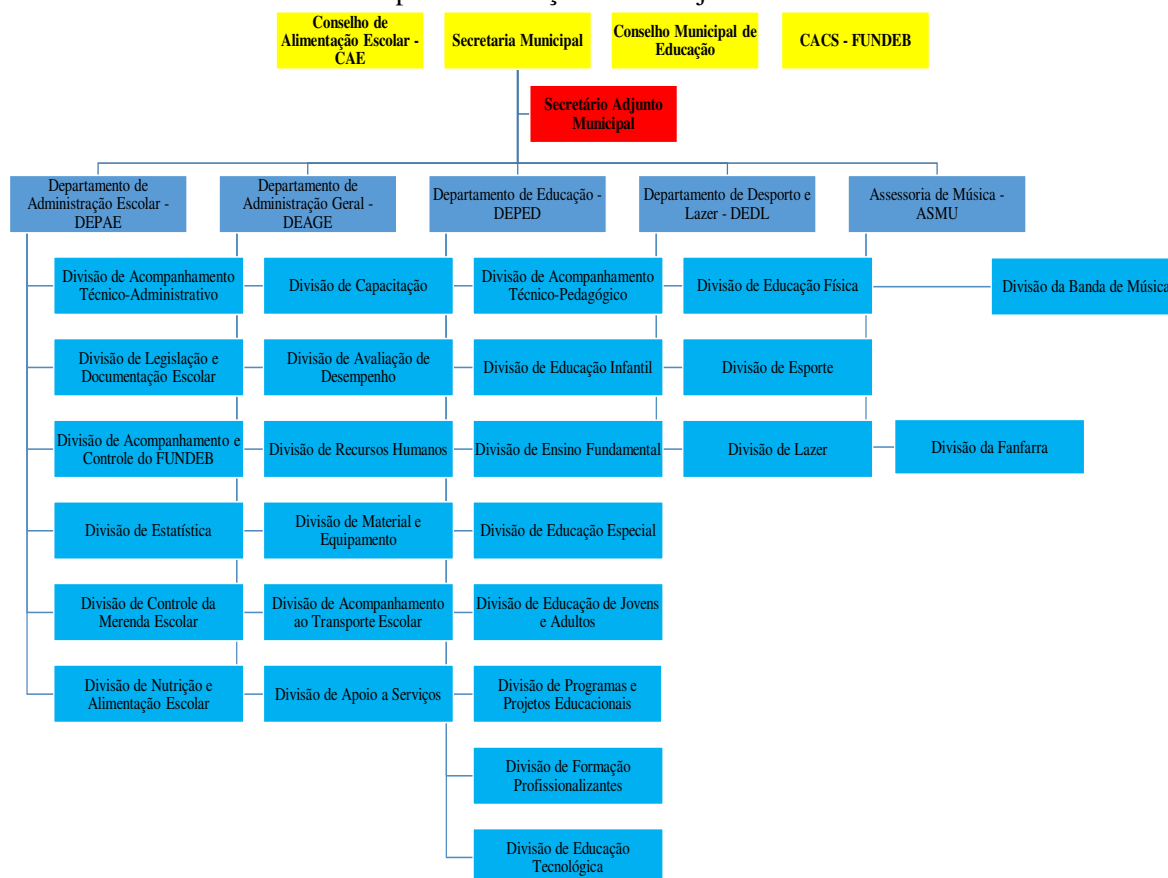 Conselho de
Alimentação Escolar -
CAE
Secretaria Municipal
Conselho Municipal de
Educação
CACS - FUNDEB
Secretário Adjunto
Municipal
Departamento de
Administração Escolar -
DEPAE
Departamento de
Administração Geral -
DEAGE
Departamento de Educação -
DEPED
Departamento de Desporto e
Lazer - DEDL
Assessoria de Música -
ASMU
Divisão de Acompanhamento
Técnico-Administrativo
Divisão de Capacitação
Divisão de Acompanhamento
Técnico-Pedagógico
Divisão de Educação Física
Divisão da Banda de Música
Divisão de Legislação e
Documentação Escolar
Divisão de Avaliação de
Desempenho
Divisão de Educação Infantil
Divisão de Esporte
Divisão de Acompanhamento e
Controle do FUNDEB
Divisão de Recursos Humanos
Divisão de Ensino Fundamental
Divisão de Lazer
Divisão da Fanfarra
Divisão de Estatística
Divisão de Material e
Equipamento
Divisão de Educação Especial
Divisão de Controle da
Merenda Escolar
Divisão de Acompanhamento
ao Transporte Escolar
Divisão de Educação de Jovens
e Adultos
Divisão de Nutrição e
Alimentação Escolar
Divisão de Apoio a Serviços
Divisão de Programas e
Projetos Educacionais
Divisão de Formação
Profissionalizantes
Divisão de Educação
Tecnológica